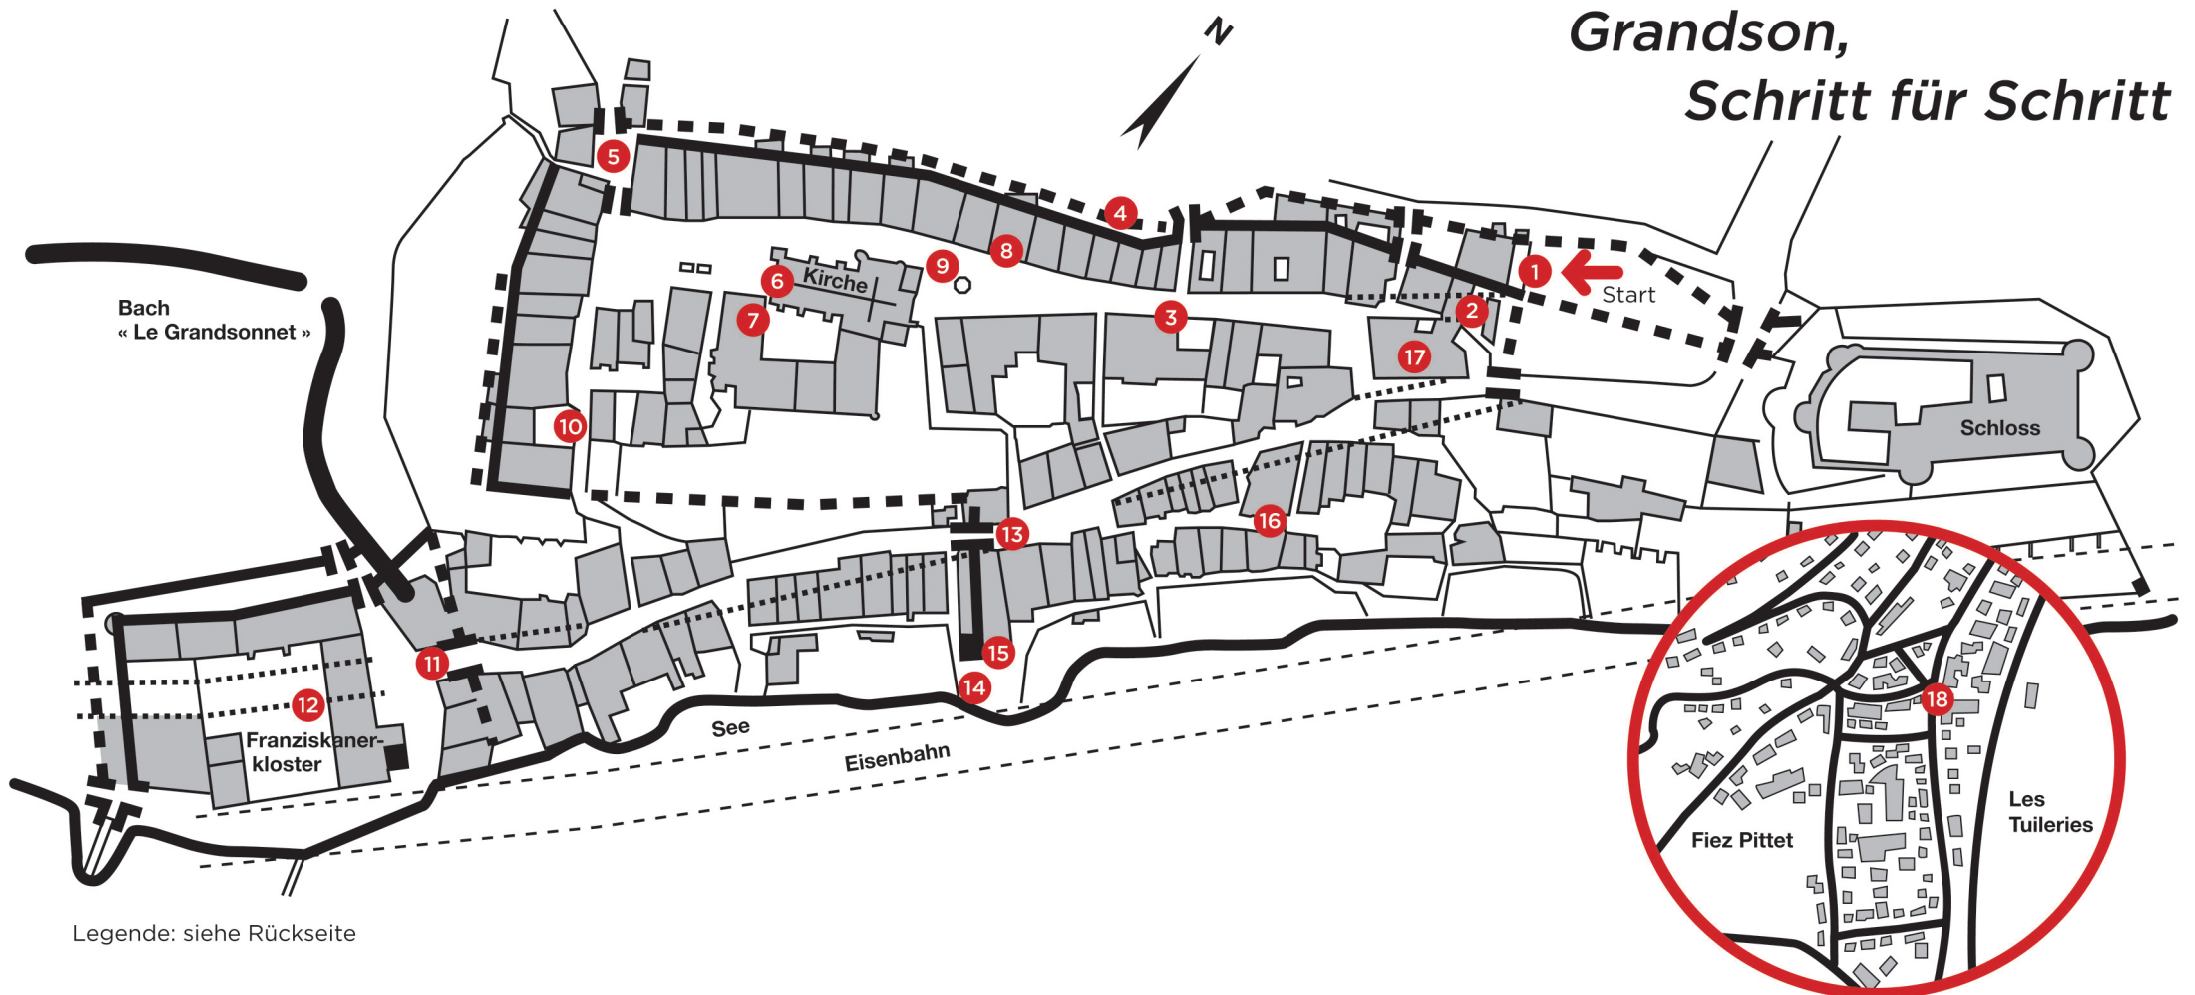 Grandson,
Schritt für Schritt
N
5
4
8
9
Kirche
6
7
3
1
Start
2
17
Bach
« Le Grandsonnet »
10
Schloss
13
16
11
15
14
12
Franziskaner-
kloster
See
Eisenbahn
18
Les
Tuileries
Fiez Pittet
Legende: siehe Rückseite